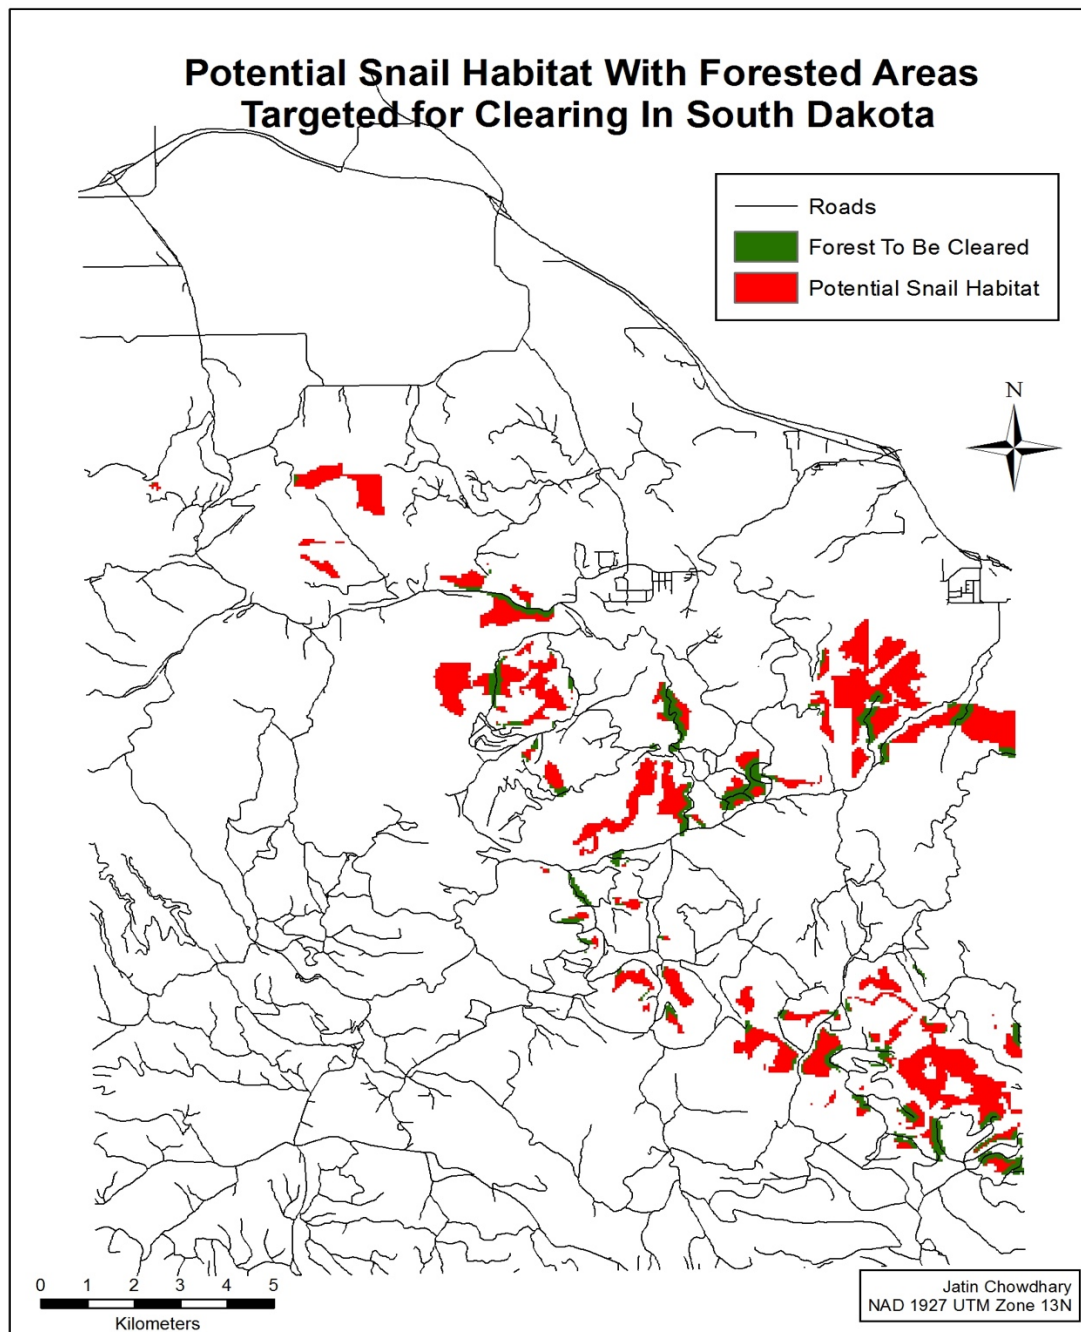 Potential Snail Habitat With Forested Areas
Targeted for Clearing In South Dakota
Roads
Forest To Be Cleared
Potential Snail Habitat
N
0 1 2 3 4 5
Kilometers
Jatin Chowdhary
NAD 1927 UTM Zone 13N